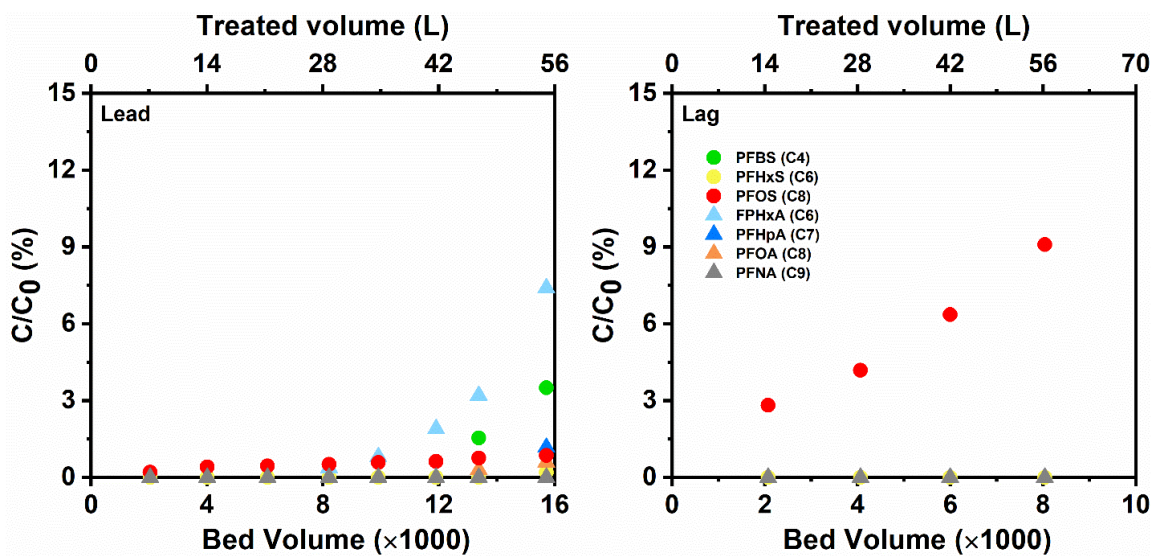 Treated volume (L)
0 14 28 42 56
15
12
9
6
3
0
C/C0 (%)
Lead
0 4 8 12 16
Bed Volume (×1000)
Treated volume (L)
0 14 28 42 56 70
15
12
9
6
3
0
C/C0 (%)
Lag
PFBS (C4)
PFHxS (C6)
PFOS (C8)
FPHxA (C6)
PFHpA (C7)
PFOA (C8)
PFNA (C9)
0 2 4 6 8 10
Bed Volume (×1000)